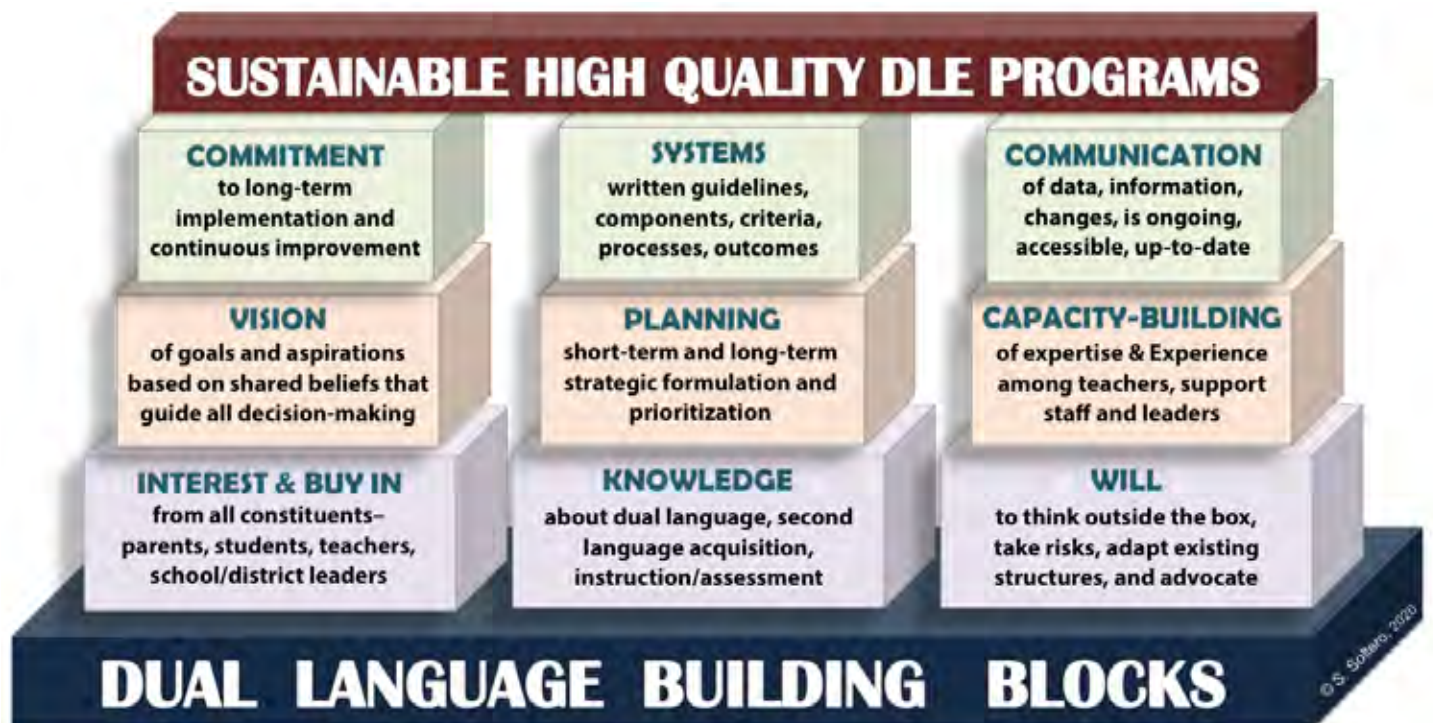 SUSTAINABLE HIGH QUALITY DLE PROGRAMS
COMMITMENT
to long-term
implementation and
continuous improvement
SYSTEMS
written guidelines,
components, criteria,
processes, outcomes
COMMUNICATION
of data, information,
changes, is ongoing,
accessible, up-to-date
VISION
of goals and aspirations
based on shared beliefs that
guide all decision-making
PLANNING
short-term and long-term
strategic formulation and
prioritization
CAPACITY-BUILDING
of expertise & Experience
among teachers, support
staff and leaders
INTEREST & BUY IN
from all constituents–
parents, students, teachers,
school/district leaders
KNOWLEDGE
about dual language, second
language acquisition,
instruction/assessment
WILL
to think outside the box,
take risks, adapt existing
structures, and advocate
DUAL LANGUAGE BUILDING BLOCKS
© S. Soltero, 2020